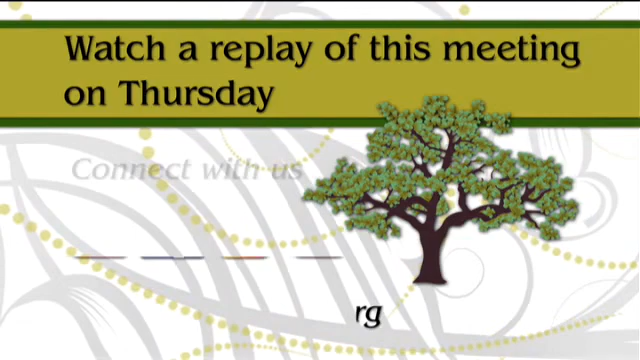 Watch a replay of this meeting
on Thursday
Connect with us ...
rg